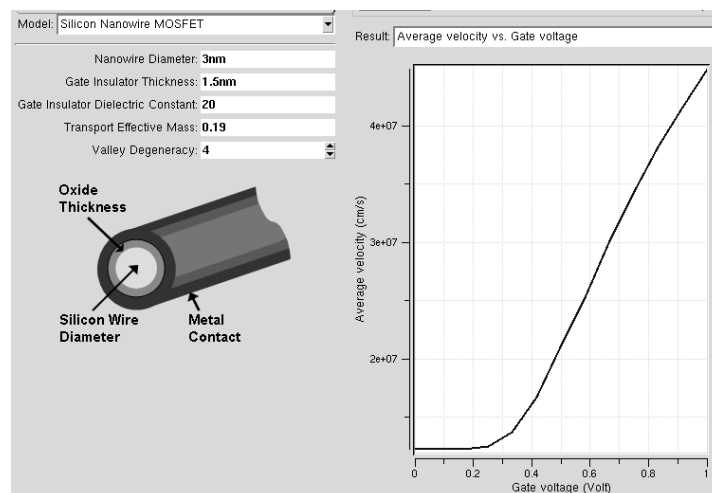 Model: Silicon Nanowire MOSFET
Nanowire Diameter: 3nm
Gate Insulator Thickness: 1.5nm
Gate Insulator Dielectric Constant: 20
Transport Effective Mass: 0.19
Valley Degeneracy: 4
Oxide
Thickness
Silicon Wire
Diameter
Metal
Contact
Result: Average velocity vs. Gate voltage
Average velocity (cm/s)
4e+07
3e+07
2e+07
0 0.2 0.4 0.6 0.8 1
Gate voltage (Volt)